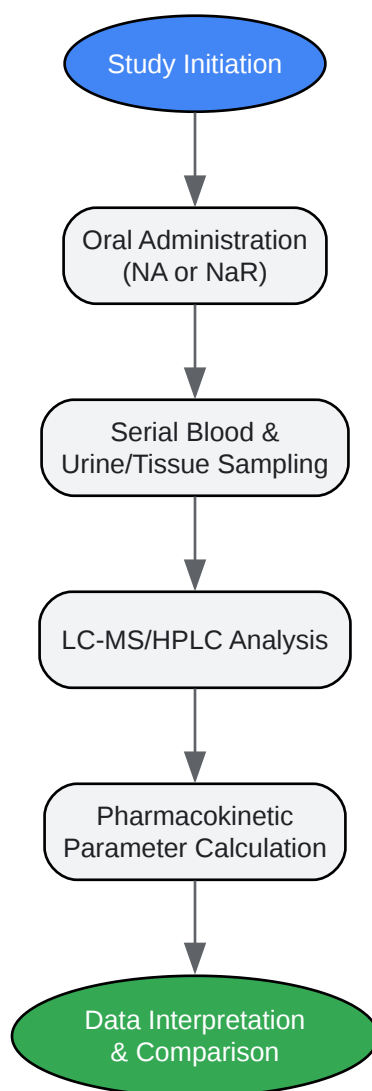 Study Initiation
Oral Administration
(NA or NaR)
Serial Blood &
Urine/Tissue Sampling
LC-MS/HPLC Analysis
Pharmacokinetic
Parameter Calculation
Data Interpretation
& Comparison